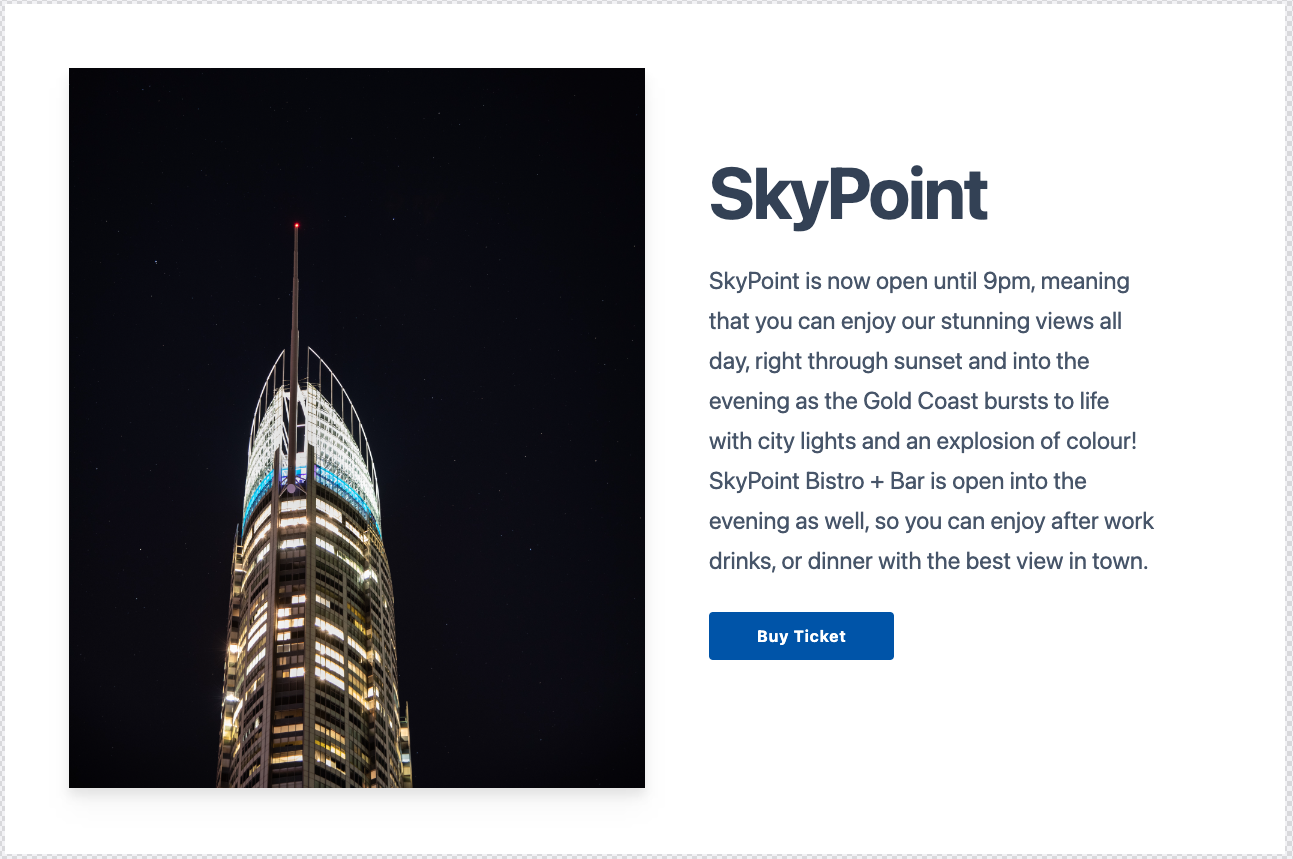 SkyPoint
SkyPoint is now open until 9pm, meaning
that you can enjoy our stunning views all
day, right through sunset and into the
evening as the Gold Coast bursts to life
with city lights and an explosion of colour!
SkyPoint Bistro + Bar is open into the
evening as well, so you can enjoy after work
drinks, or dinner with the best view in town.
Buy Ticket